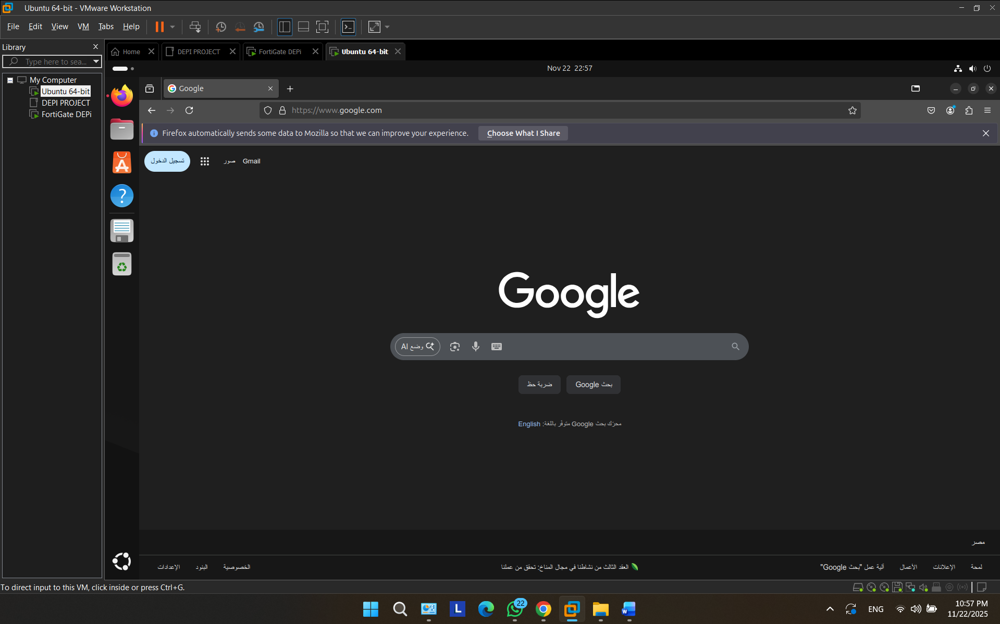 Ubuntu 64-bit - VMware Workstation
File Edit View VM Tabs Help
Library
Type here to sea...
My Computer
Ubuntu 64-bit
DEPI PROJECT
FortiGate DEPi
Home
DEPI PROJECT
FortiGate DEPi
Ubuntu 64-bit
Nov 22 22:57
Google
https://www.google.com
Firefox automatically sends some data to Mozilla so that we can improve your experience.
Choose What I Share
تسجيل الدخول
صور
Gmail
Google
وضع AI
بحث Google
ضربة حظ
محرّك بحث Google متوفّر باللغة: English
مصر
لمحة
الإعلانات
الأعمال
آلية عمل "بحث Google"
العقد الثالث من نشاطنا في مجال المناخ: تحقق من عملنا
الخصوصية
البنود
الإعدادات
To direct input to this VM, click inside or press Ctrl+G.
L
22
W
ENG
10:57 PM
11/22/2025